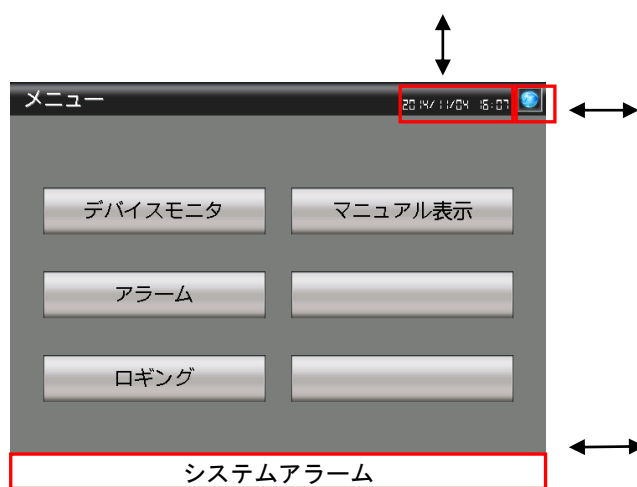 メニュー
2014/11/04 16:07
デバイスモニタ
マニュアル表示
アラーム
ロギング
システムアラーム